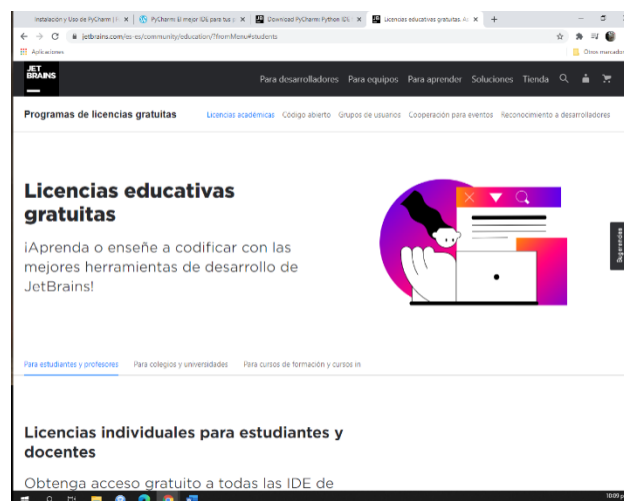 Instalación y Uso de PyCharm | F
PyCharm: El mejor IDE para tus p
Download PyCharm: Python IDE
Licencias educativas gratuitas: Ac
jetbrains.com/es-es/community/education/?fromMenu#students
Aplicaciones
Otros marcador
JET
BRAINS
Para desarrolladores Para equipos Para aprender Soluciones Tienda
Programas de licencias gratuitas
Licencias académicas Código abierto Grupos de usuarios Cooperación para eventos Reconocimiento a desarrolladores
Licencias educativas
gratuitas
¡Aprenda o enseñe a codificar con las
mejores herramientas de desarrollo de
JetBrains!
Sugerencias
Para estudiantes y profesores Para colegios y universidades Para cursos de formación y cursos in
Licencias individuales para estudiantes y
docentes
Obtenga acceso gratuito a todas las IDE de
10:09 p